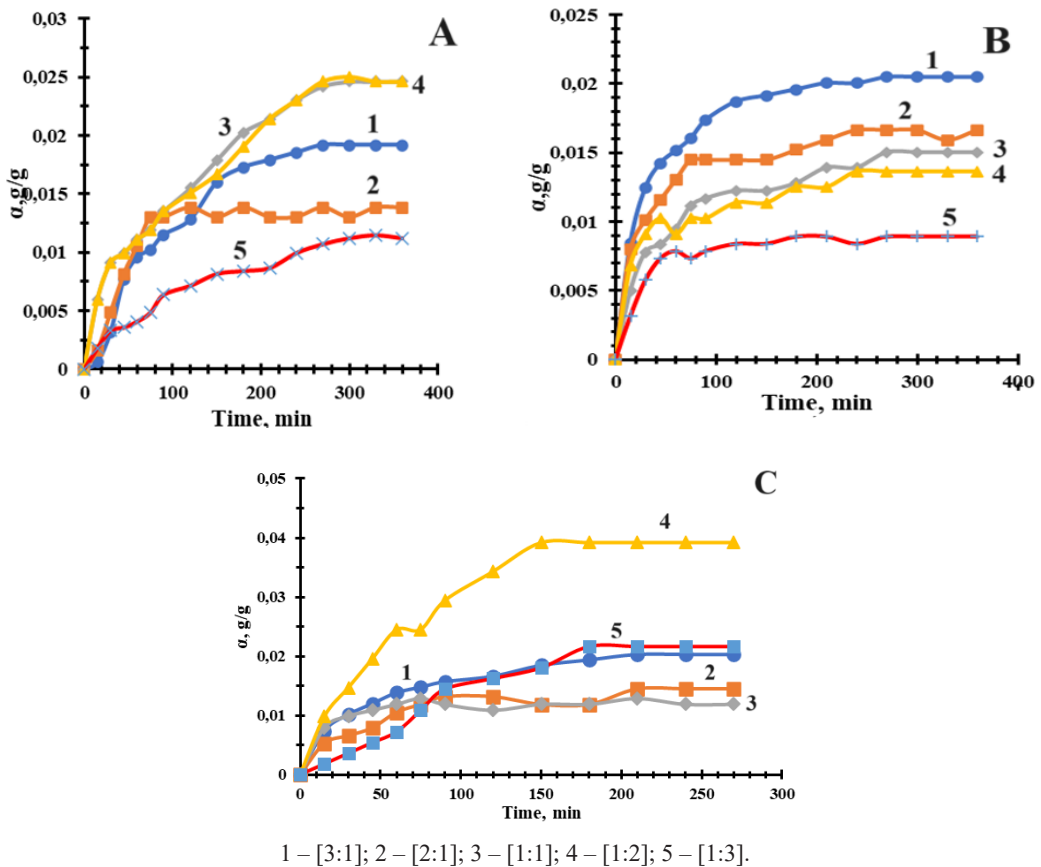 A
0,03
0,025
0,02
0,015
0,01
0,005
0
α,g/g
0 100 200 300 400
Time, min
3
4
1
2
5
B
0,025
0,02
0,015
0,01
0,005
0
α,g/g
0 100 200 300 400
Time, min
1
2
3
4
5
C
0,05
0,04
0,03
0,02
0,01
0
α, g/g
0 50 100 150 200 250 300
Time, min
4
5
1
2
3
1 – [3:1]; 2 – [2:1]; 3 – [1:1]; 4 – [1:2]; 5 – [1:3].